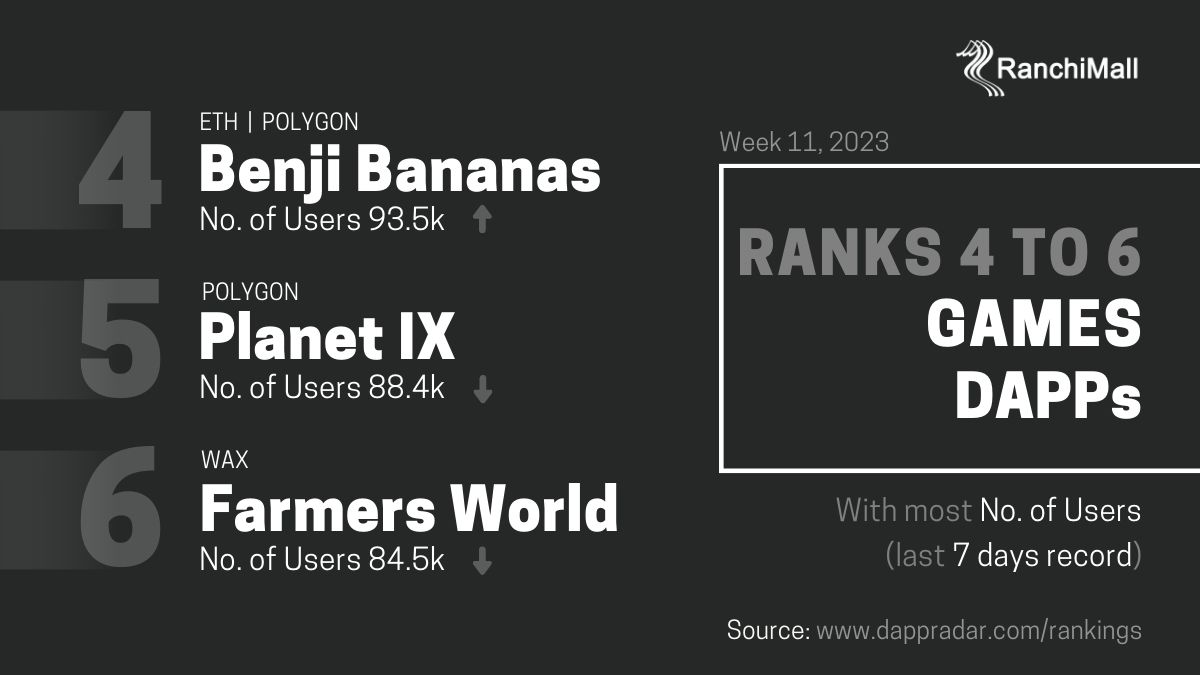 RanchiMall
4
ETH | POLYGON
Benji Bananas
No. of Users 93.5k
5
POLYGON
Planet IX
No. of Users 88.4k
6
WAX
Farmers World
No. of Users 84.5k
Week 11, 2023
RANKS 4 TO 6
GAMES
DAPPs
With most No. of Users
(last 7 days record)
Source: www.dappradar.com/rankings